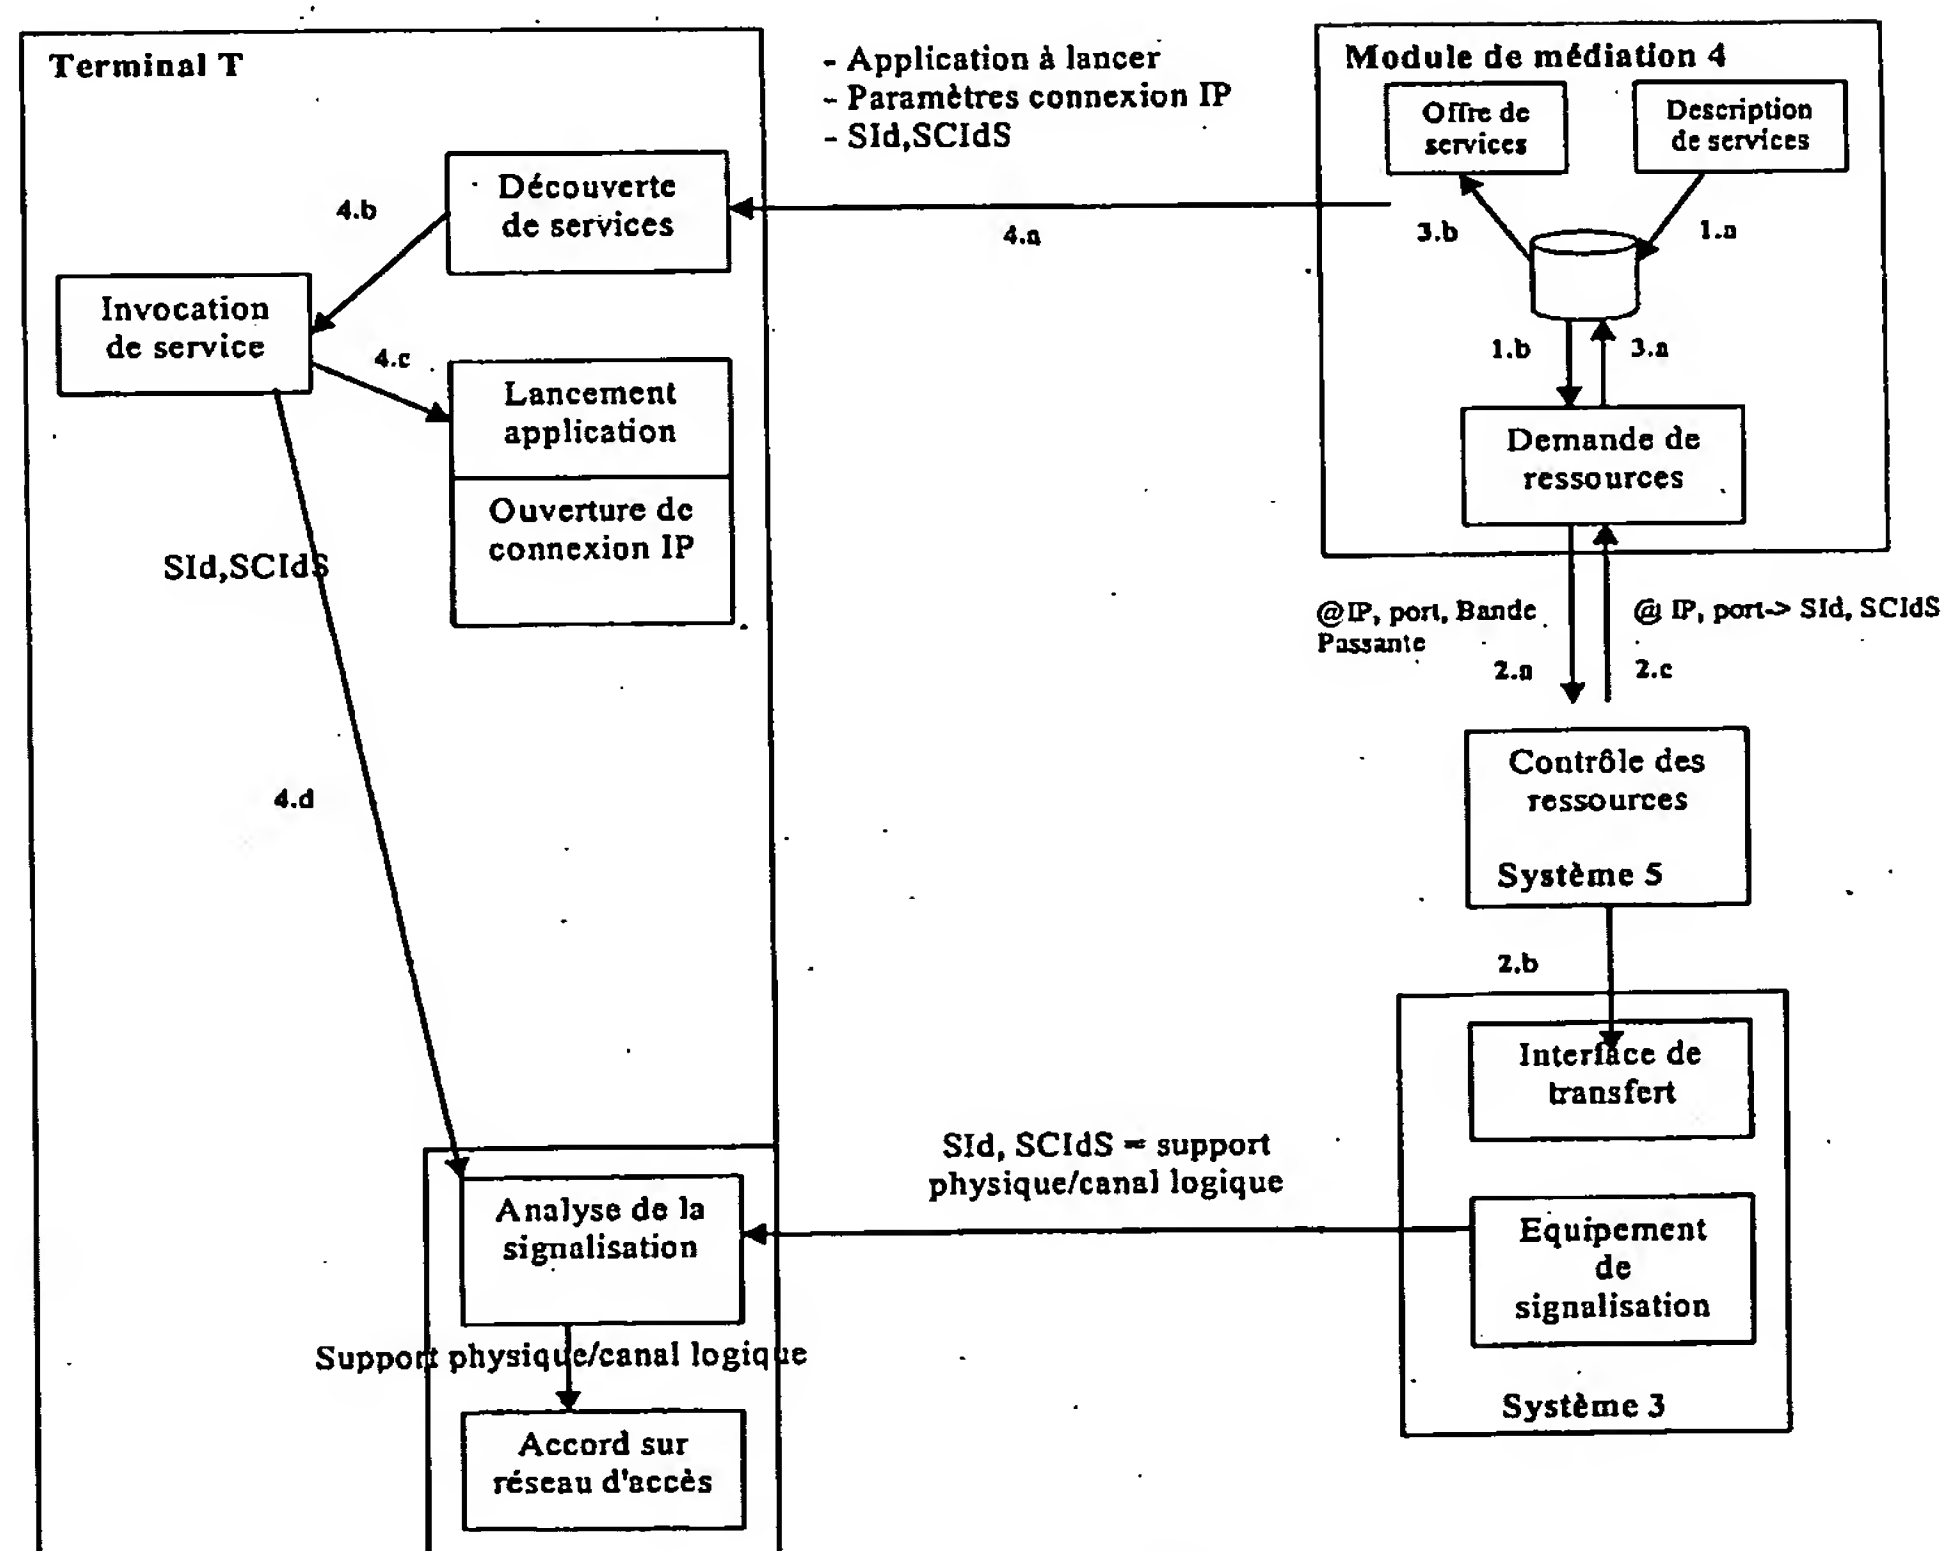 Terminal T
- Application à lancer
- Paramètres connexion IP
- SId,SCIdS
Module de médiation 4
Offre de
services
Description
de services
Découverte
de services
4.b
4.a
3.b
1.a
Invocation
de service
4.c
1.b
3.a
Lancement
application
Demande de
ressources
Ouverture de
connexion IP
SId,SCIdS
@IP, port, Bande
Passante
@ IP, port-> SId, SCIdS
2.a
2.c
4.d
Contrôle des
ressources
Système 5
2.b
Interface de
transfert
SId, SCIdS = support
physique/canal logique
Analyse de la
signalisation
Equipement
de
signalisation
Support physique/canal logique
Système 3
Accord sur
réseau d'accès